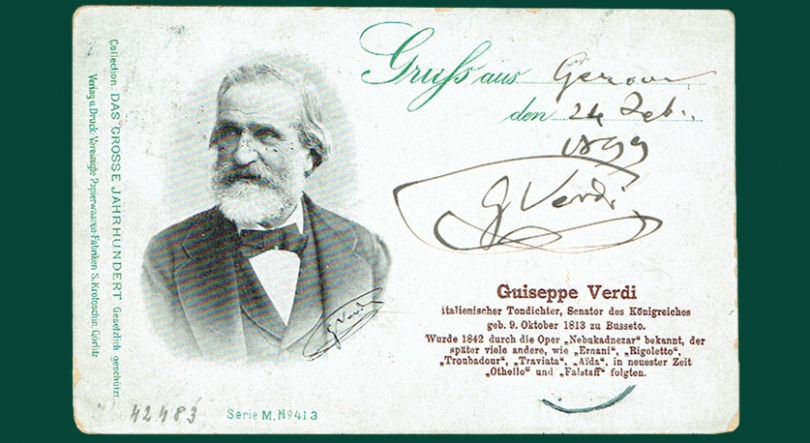 Collection DAS GROSSE JAHRHUNDERT Gesetzlich geschützt.
Verlag u. Druck Vereinigte Papierwaaren-Fabriken S. Krotoschin, Görlitz.
Gruss aus Genova
den 24 Feb.
1899
G Verdi
G Verdi
Guiseppe Verdi
italienischer Tondichter, Senator des Königreiches
geb. 9. Oktober 1813 zu Busseto.
Wurde 1842 durch die Oper „Nebukadnezar“ bekannt, der
später viele andere, wie „Ernani“, „Rigoletto“,
„Troubadour“, „Traviata“, „Aïda“, in neuester Zeit
„Othello“ und „Falstaff“ folgten.
42483
Serie M. Nº 413